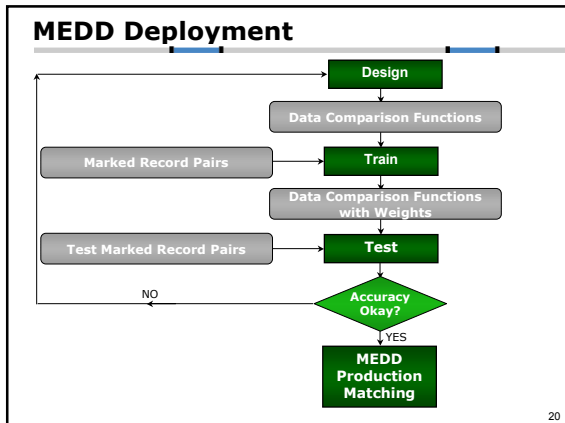 MEDD Deployment
Design
Data Comparison Functions
Marked Record Pairs
Train
Data Comparison Functions
with Weights
Test Marked Record Pairs
Test
NO
Accuracy
Okay?
YES
MEDD
Production
Matching
20